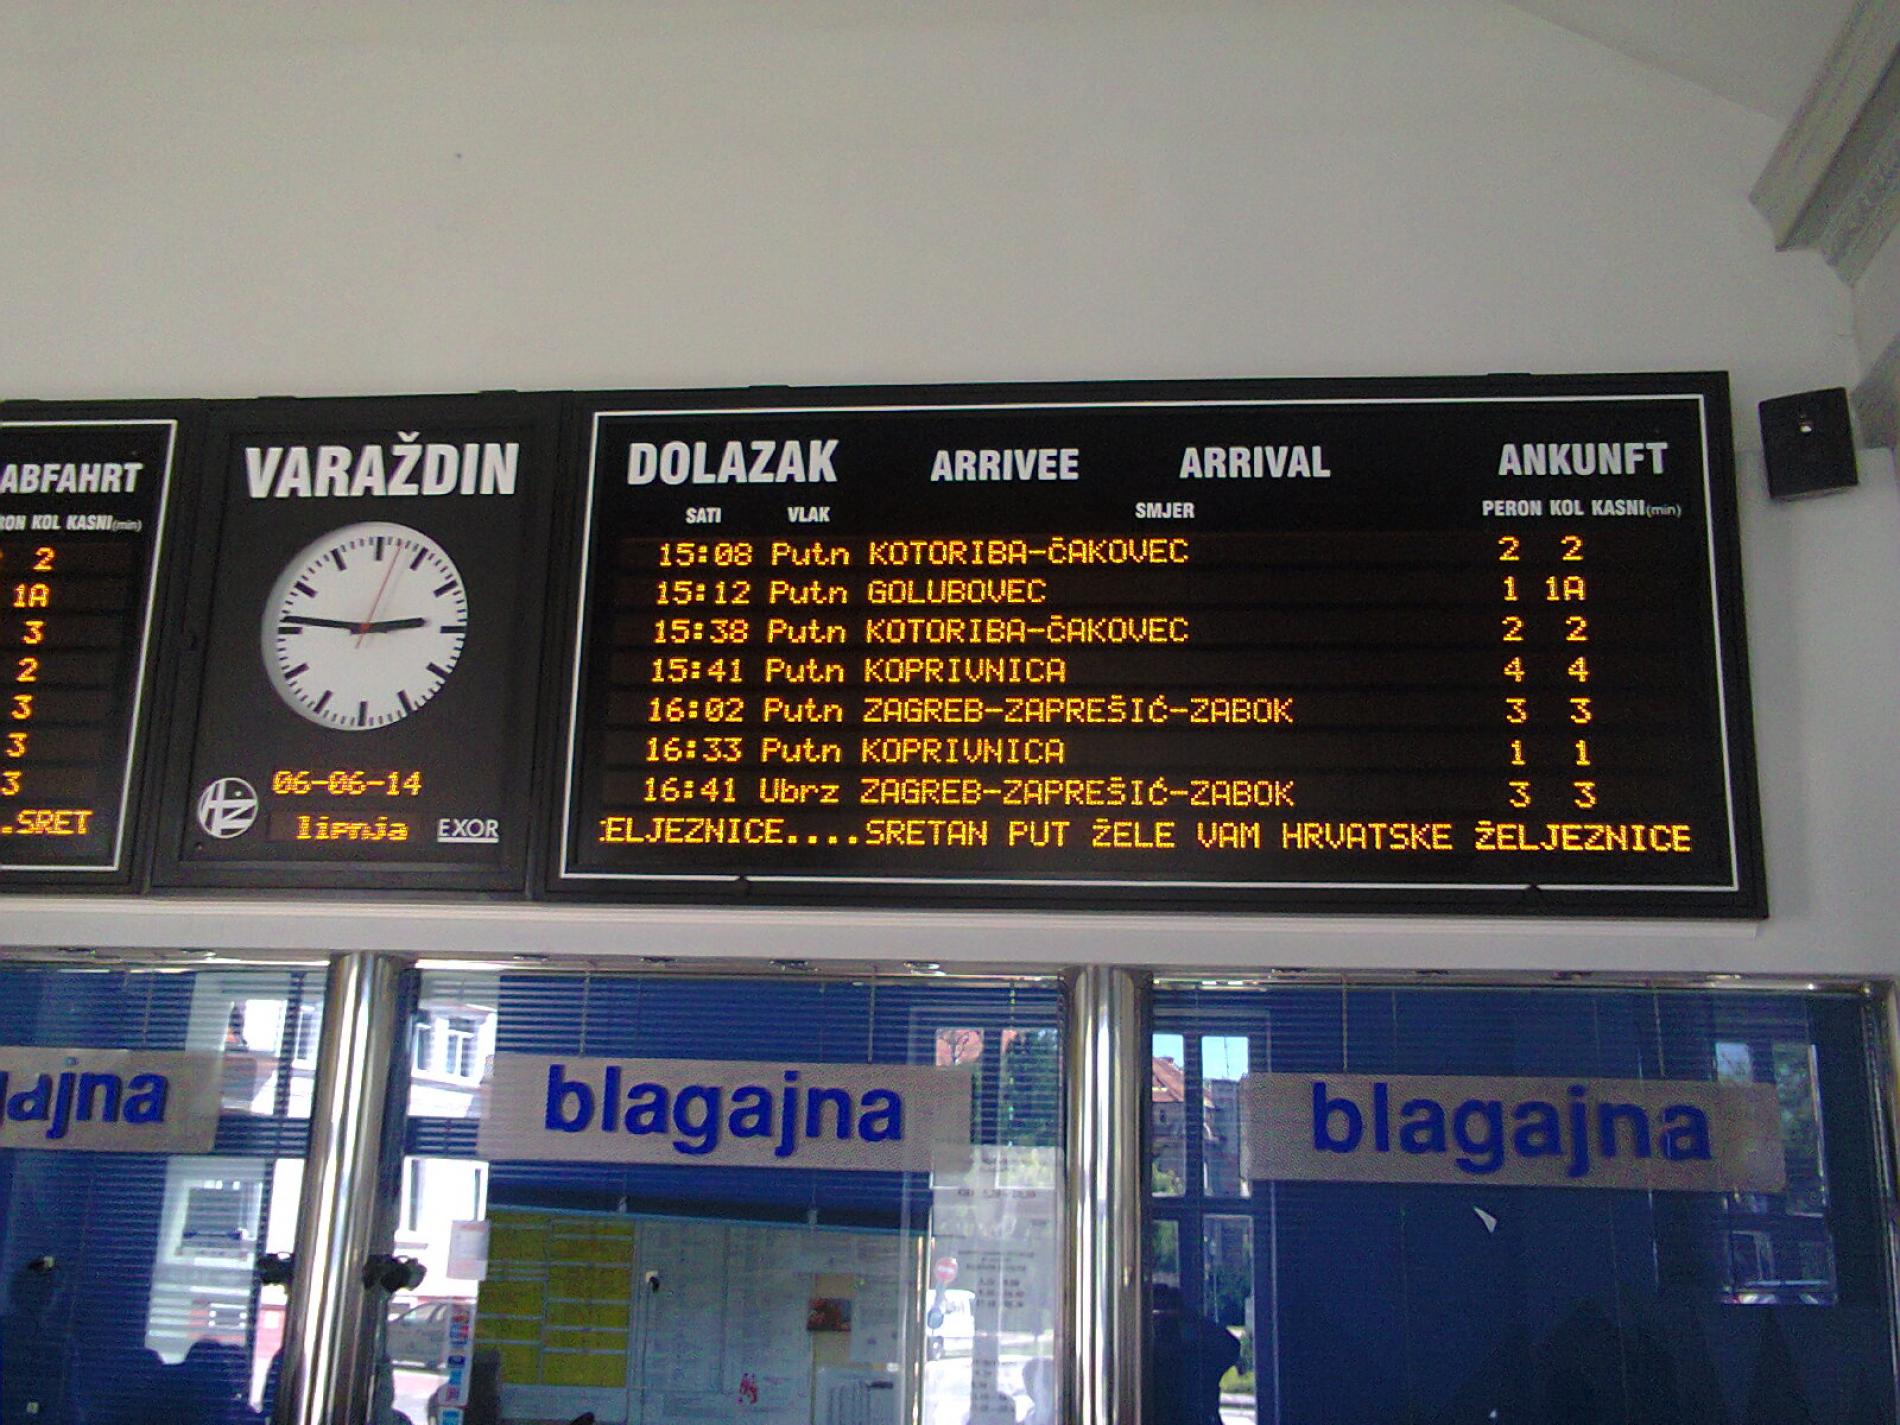 ABFAHRT
KOL KASNI(min)
2
1A
3
2
3
3
3
.SRET
VARAŽDIN
06-06-14
lipnja
HŽ
EXOR
DOLAZAK ARRIVEE ARRIVAL ANKUNFT
SATI VLAK SMJER PERON KOL KASNI(min)
15:08 Putn KOTORIBA-ČAKOVEC 2 2
15:12 Putn GOLUBOVEC 1 1A
15:38 Putn KOTORIBA-ČAKOVEC 2 2
15:41 Putn KOPRIVNICA 4 4
16:02 Putn ZAGREB-ZAPREŠIĆ-ZABOK 3 3
16:33 Putn KOPRIVNICA 1 1
16:41 Ubrz ZAGREB-ZAPREŠIĆ-ZABOK 3 3
ELJEZNICE....SRETAN PUT ŽELE VAM HRVATSKE ŽELJEZNICE
ajna
blagajna
blagajna